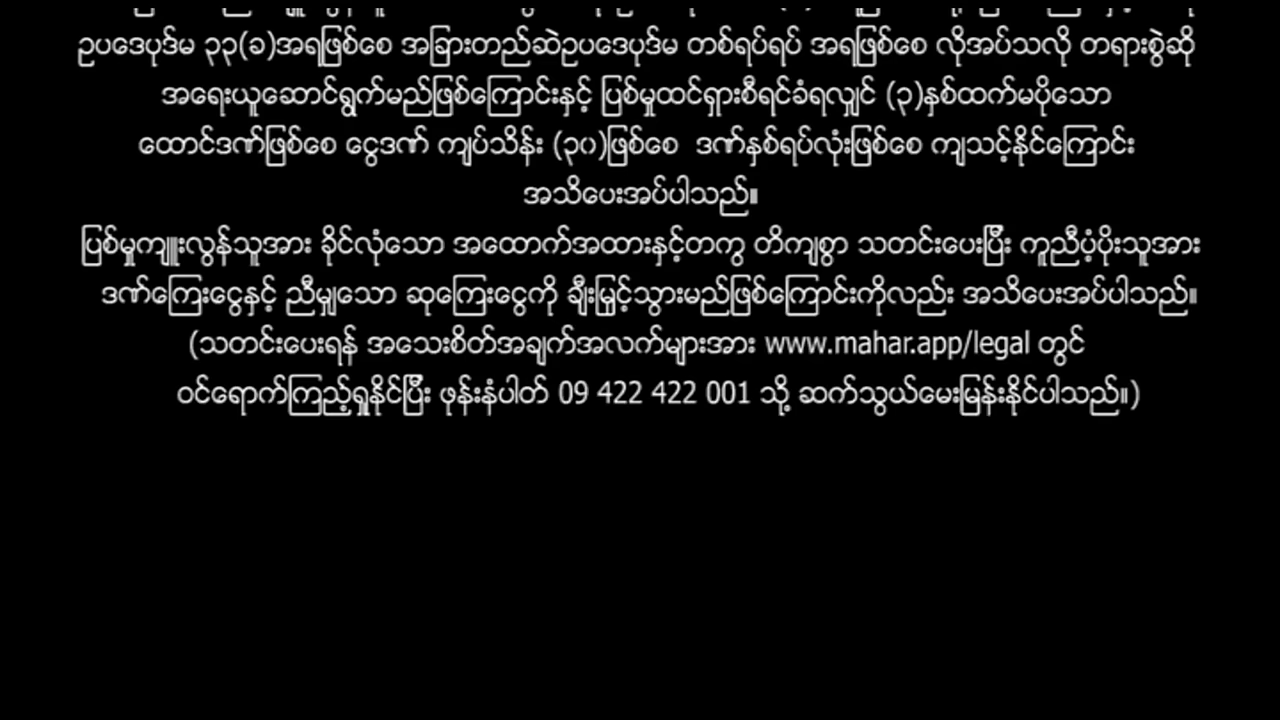 ဥပဒေပုဒ်မ ၃၃(ခ)အရဖြစ်စေ အခြားတည်ဆဲဥပဒေပုဒ်မ တစ်ရပ်ရပ် အရဖြစ်စေ လိုအပ်သလို တရားစွဲဆို
အရေးယူဆောင်ရွက်မည်ဖြစ်ကြောင်းနှင့် ပြစ်မှုထင်ရှားစီရင်ခံရလျှင် (၃)နှစ်ထက်မပိုသော
ထောင်ဒဏ်ဖြစ်စေ ငွေဒဏ် ကျပ်သိန်း (၃၀)ဖြစ်စေ ဒဏ်နှစ်ရပ်လုံးဖြစ်စေ ကျသင့်နိုင်ကြောင်း
အသိပေးအပ်ပါသည်။
ပြစ်မှုကျူးလွန်သူအား ခိုင်လုံသော အထောက်အထားနှင့်တကွ တိကျစွာ သတင်းပေးပြီး ကူညီပံ့ပိုးသူအား
ဒဏ်ကြေးငွေနှင့် ညီမျှသော ဆုကြေးငွေကို ချီးမြှင့်သွားမည်ဖြစ်ကြောင်းကိုလည်း အသိပေးအပ်ပါသည်။
(သတင်းပေးရန် အသေးစိတ်အချက်အလက်များအား www.mahar.app/legal တွင်
ဝင်ရောက်ကြည့်ရှုနိုင်ပြီး ဖုန်းနံပါတ် 09 422 422 001 သို့ ဆက်သွယ်မေးမြန်းနိုင်ပါသည်။)